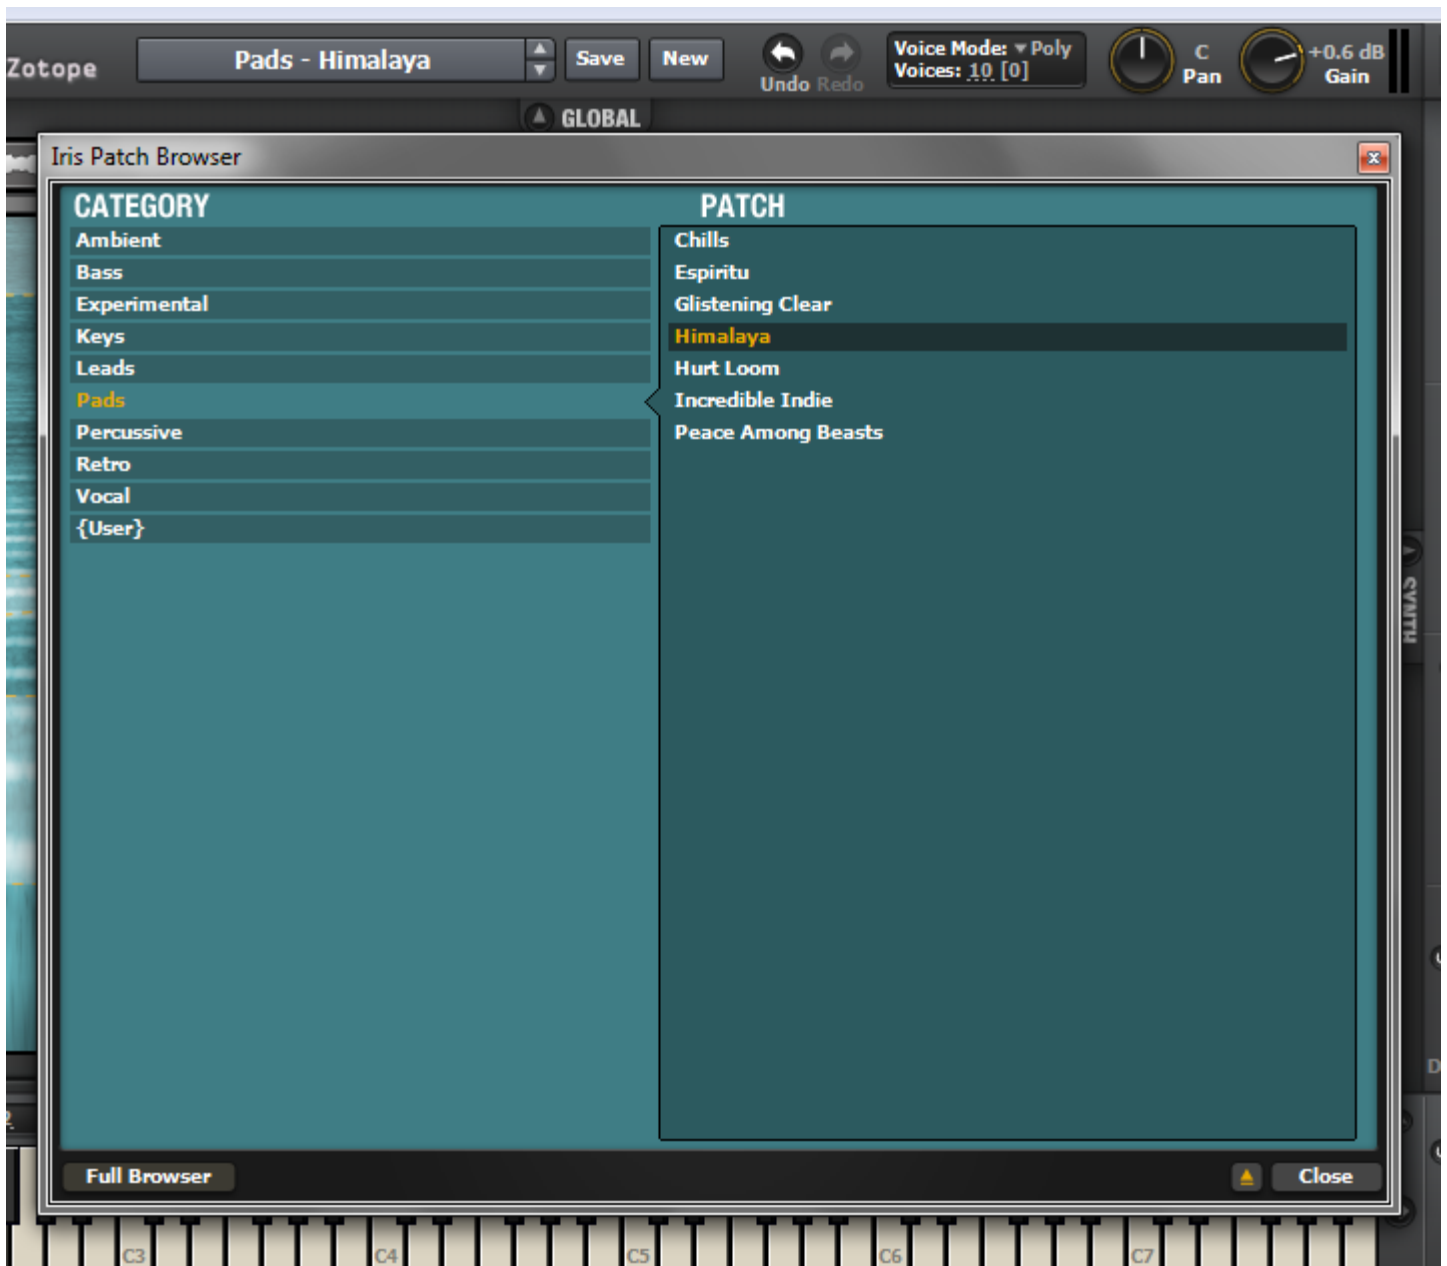 Zotope
Pads - Himalaya
Save
New
Undo
Redo
Voice Mode: Poly
Voices: 10 [0]
C
Pan
+0.6 dB
Gain
GLOBAL
Iris Patch Browser
CATEGORY
Ambient
Bass
Experimental
Keys
Leads
Pads
Percussive
Retro
Vocal
{User}
PATCH
Chills
Espiritu
Glistening Clear
Himalaya
Hurt Loom
Incredible Indie
Peace Among Beasts
SYNTH
D
2
Full Browser
Close
C3 C4 C5 C6 C7